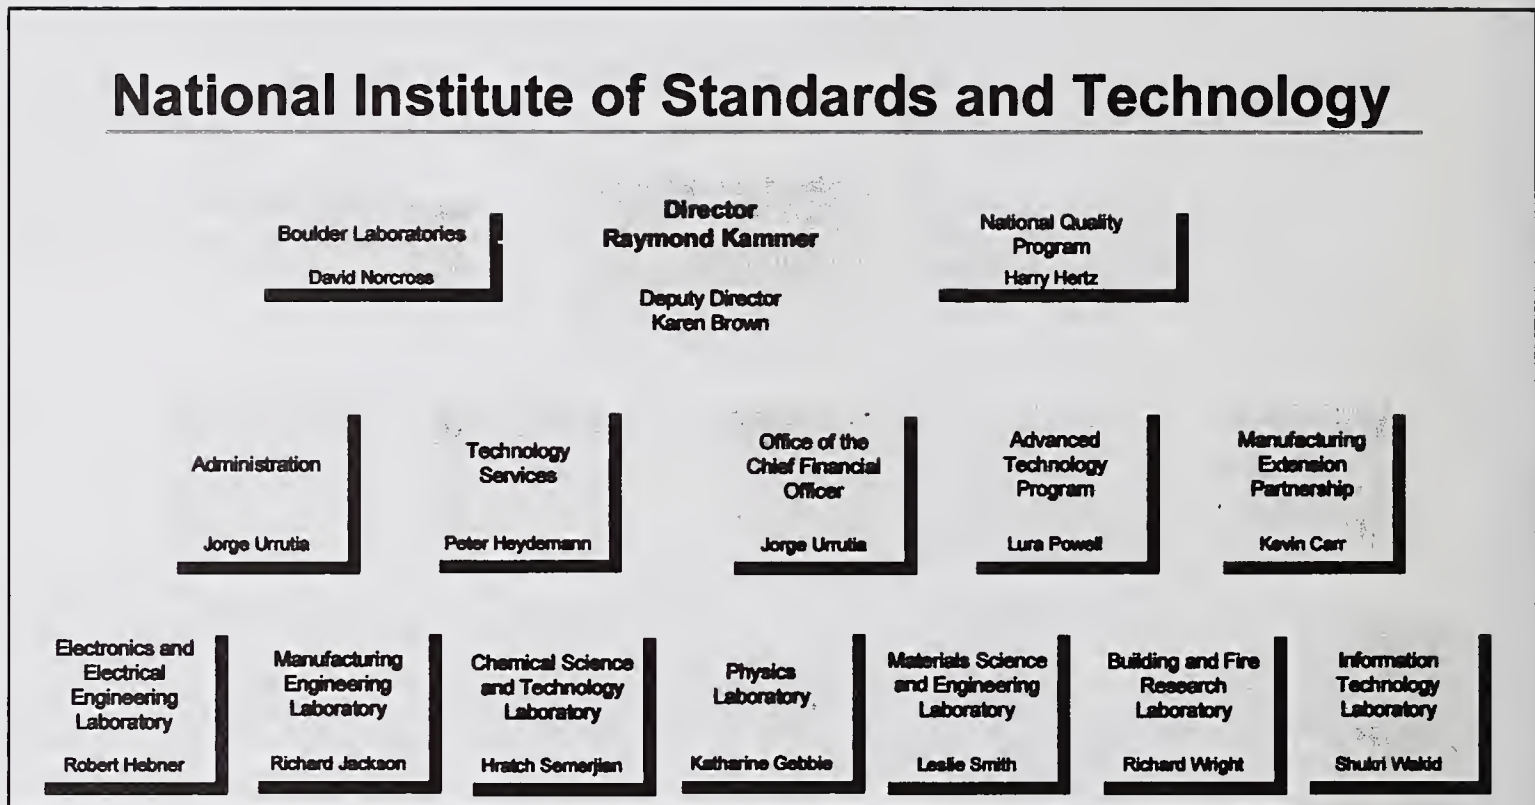 National Institute of Standards and Technology
Boulder Laboratories
David Norcross
Director
Raymond Kammer
Deputy Director
Karen Brown
National Quality
Program
Harry Hertz
Administration
Jorge Urrutia
Technology
Services
Peter Heydemann
Office of the
Chief Financial
Officer
Jorge Urrutia
Advanced
Technology
Program
Lura Powell
Manufacturing
Extension
Partnership
Kevin Carr
Electronics and
Electrical
Engineering
Laboratory
Robert Hebner
Manufacturing
Engineering
Laboratory
Richard Jackson
Chemical Science
and Technology
Laboratory
Hratch Semerjian
Physics
Laboratory
Katharine Gebbie
Materials Science
and Engineering
Laboratory
Leslie Smith
Building and Fire
Research
Laboratory
Richard Wright
Information
Technology
Laboratory
Shukri Wakid